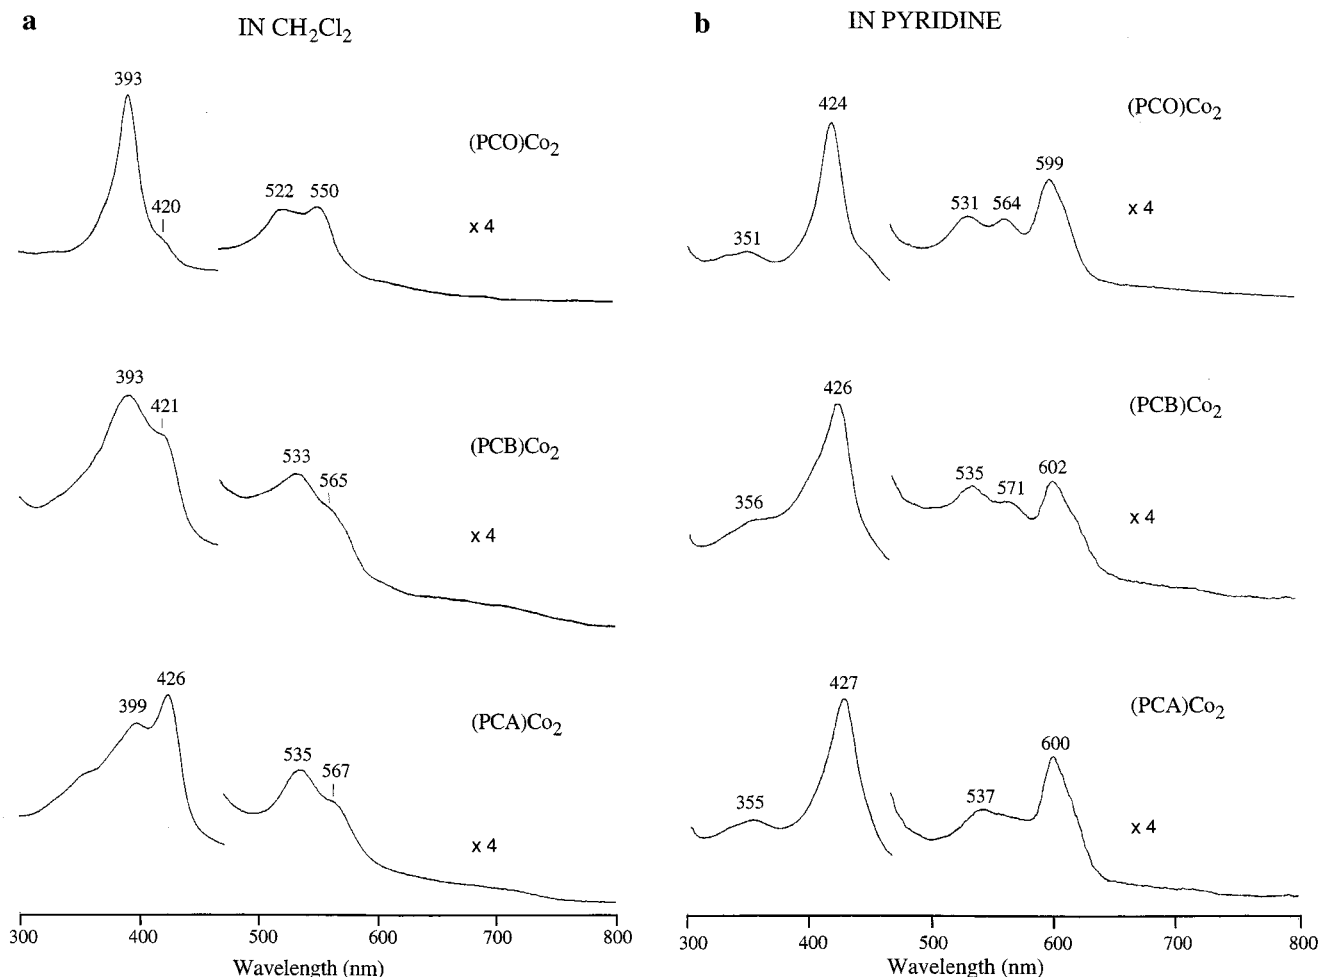 a
IN CH2Cl2
393
420
522 550
(PCO)Co2
x 4
393
421
533
565
(PCB)Co2
x 4
399
426
535
567
(PCA)Co2
x 4
300 400 500 600 700 800
Wavelength (nm)
b
IN PYRIDINE
351
424
531 564
599
(PCO)Co2
x 4
356
426
535
571
602
(PCB)Co2
x 4
355
427
537
600
(PCA)Co2
x 4
300 400 500 600 700 800
Wavelength (nm)